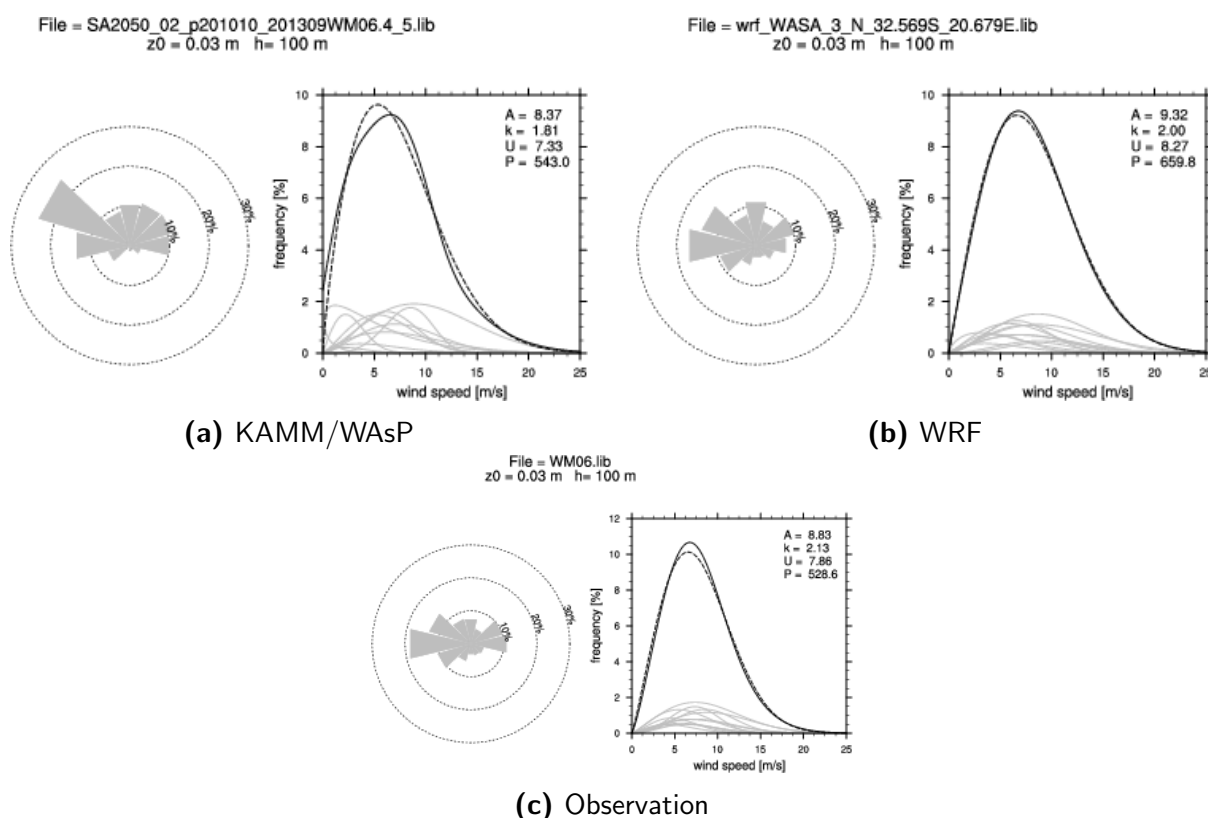 File = SA2050_02_p201010_201309WM06.4_5.lib
z0 = 0.03 m h= 100 m
10%
20%
30%
frequency [%]
10
8
6
4
2
0
A = 8.37
k = 1.81
U = 7.33
P = 543.0
0 5 10 15 20 25
wind speed [m/s]
(a) KAMM/WAsP
File = wrf_WASA_3_N_32.569S_20.679E.lib
z0 = 0.03 m h= 100 m
10%
20%
30%
frequency [%]
10
8
6
4
2
0
A = 9.32
k = 2.00
U = 8.27
P = 659.8
0 5 10 15 20 25
wind speed [m/s]
(b) WRF
File = WM06.lib
z0 = 0.03 m h= 100 m
10%
20%
30%
frequency [%]
12
10
8
6
4
2
0
A = 8.83
k = 2.13
U = 7.86
P = 528.6
0 5 10 15 20 25
wind speed [m/s]
(c) Observation